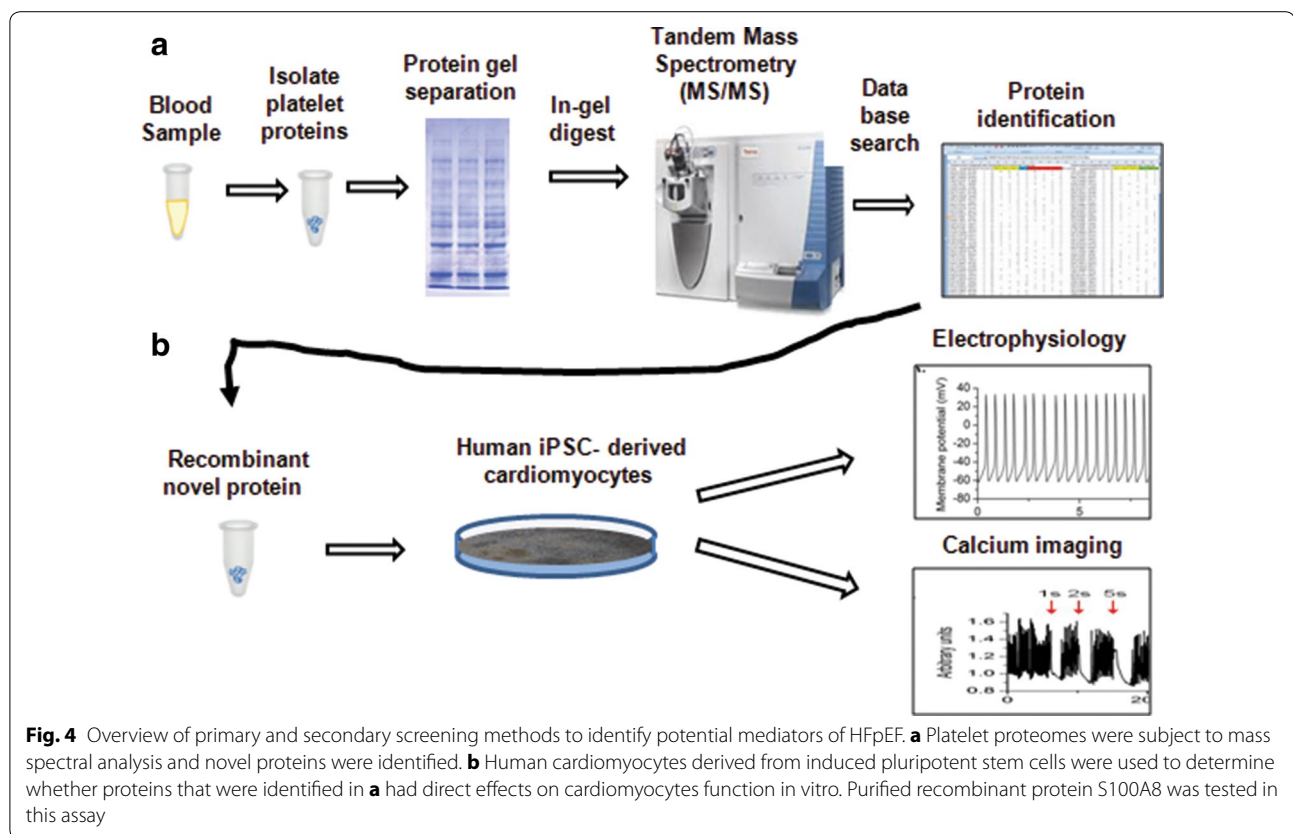 a
Blood
Sample
Isolate
platelet
proteins
Protein gel
separation
In-gel
digest
Tandem Mass
Spectrometry
(MS/MS)
Data
base
search
Protein
identification
b
Recombinant
novel protein
Human iPSC- derived
cardiomyocytes
Electrophysiology
Membrane potential (mV)
40
20
0
-20
-40
-60
-80
0
5
Calcium imaging
1s 2s 5s
Arbitrary units
1.6
1.4
1.2
1.0
0.8
0
20
Fig. 4 Overview of primary and secondary screening methods to identify potential mediators of HFpEF. a Platelet proteomes were subject to mass
spectral analysis and novel proteins were identified. b Human cardiomyocytes derived from induced pluripotent stem cells were used to determine
whether proteins that were identified in a had direct effects on cardiomyocytes function in vitro. Purified recombinant protein S100A8 was tested in
this assay